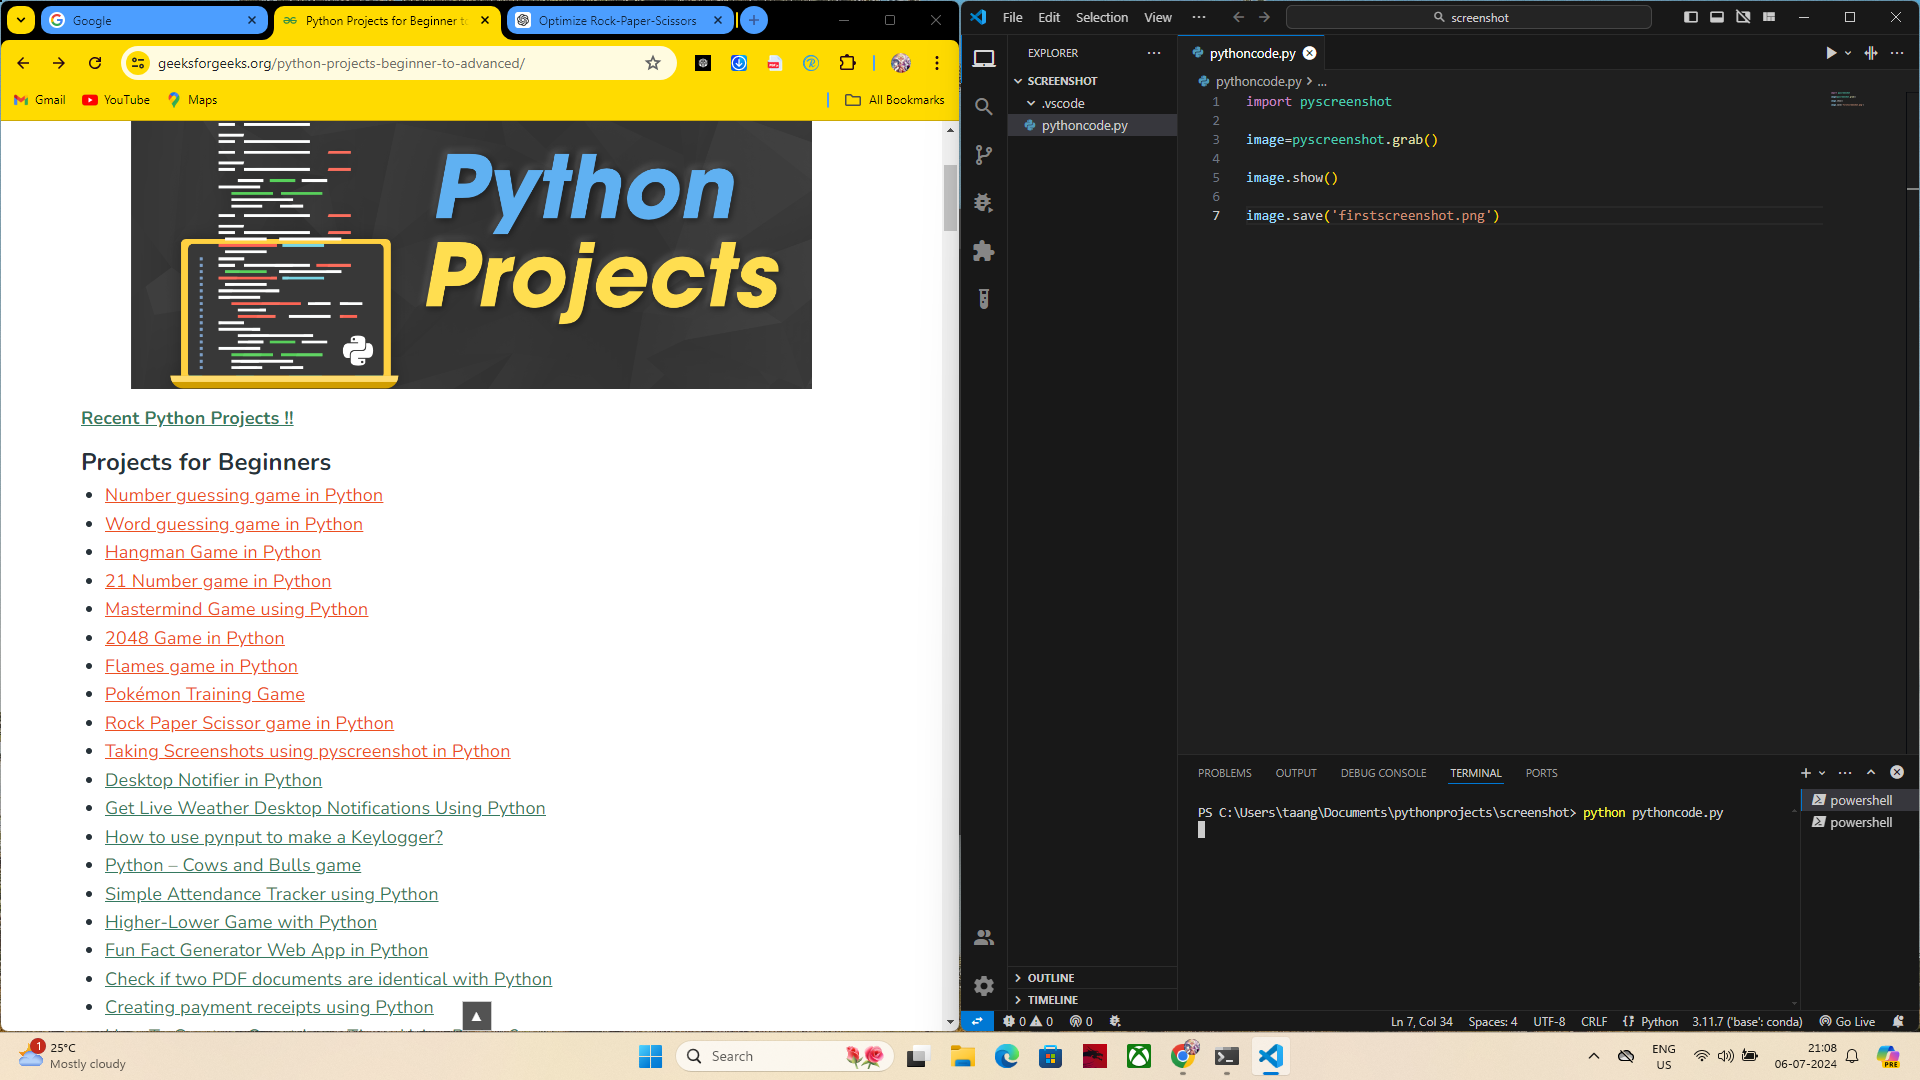 Google
Python Projects for Beginner to
Optimize Rock-Paper-Scissors
geeksforgeeks.org/python-projects-beginner-to-advanced/
Gmail
YouTube
Maps
All Bookmarks
Python
Projects
Recent Python Projects !!
Projects for Beginners
Number guessing game in Python
Word guessing game in Python
Hangman Game in Python
21 Number game in Python
Mastermind Game using Python
2048 Game in Python
Flames game in Python
Pokémon Training Game
Rock Paper Scissor game in Python
Taking Screenshots using pyscreenshot in Python
Desktop Notifier in Python
Get Live Weather Desktop Notifications Using Python
How to use pynput to make a Keylogger?
Python – Cows and Bulls game
Simple Attendance Tracker using Python
Higher-Lower Game with Python
Fun Fact Generator Web App in Python
Check if two PDF documents are identical with Python
Creating payment receipts using Python
File Edit Selection View ...
screenshot
EXPLORER
SCREENSHOT
.vscode
pythoncode.py
pythoncode.py
pythoncode.py > ...
1 import pyscreenshot
2
3 image=pyscreenshot.grab()
4
5 image.show()
6
7 image.save('firstscreenshot.png')
PROBLEMS OUTPUT DEBUG CONSOLE TERMINAL PORTS
PS C:\Users\taang\Documents\pythonprojects\screenshot> python pythoncode.py
powershell
powershell
OUTLINE
TIMELINE
0 0 0
Ln 7, Col 34 Spaces: 4 UTF-8 CRLF Python 3.11.7 ('base': conda) Go Live
1
25°C
Mostly cloudy
Search
PRE
ENG
US
21:08
06-07-2024